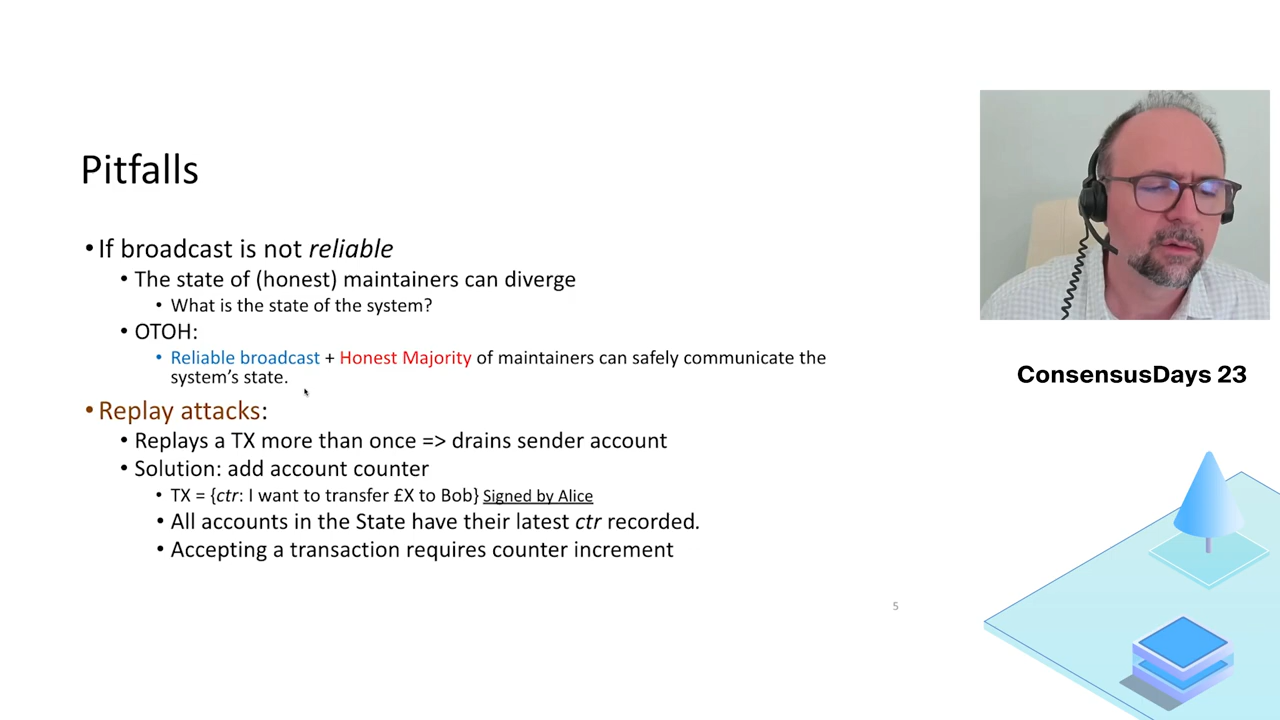 Pitfalls
• If broadcast is not reliable
• The state of (honest) maintainers can diverge
• What is the state of the system?
• OTOH:
• Reliable broadcast + Honest Majority of maintainers can safely communicate the
system's state.
• Replay attacks:
• Replays a TX more than once => drains sender account
• Solution: add account counter
• TX = {ctr: I want to transfer £X to Bob} Signed by Alice
• All accounts in the State have their latest ctr recorded.
• Accepting a transaction requires counter increment
5
ConsensusDays 23